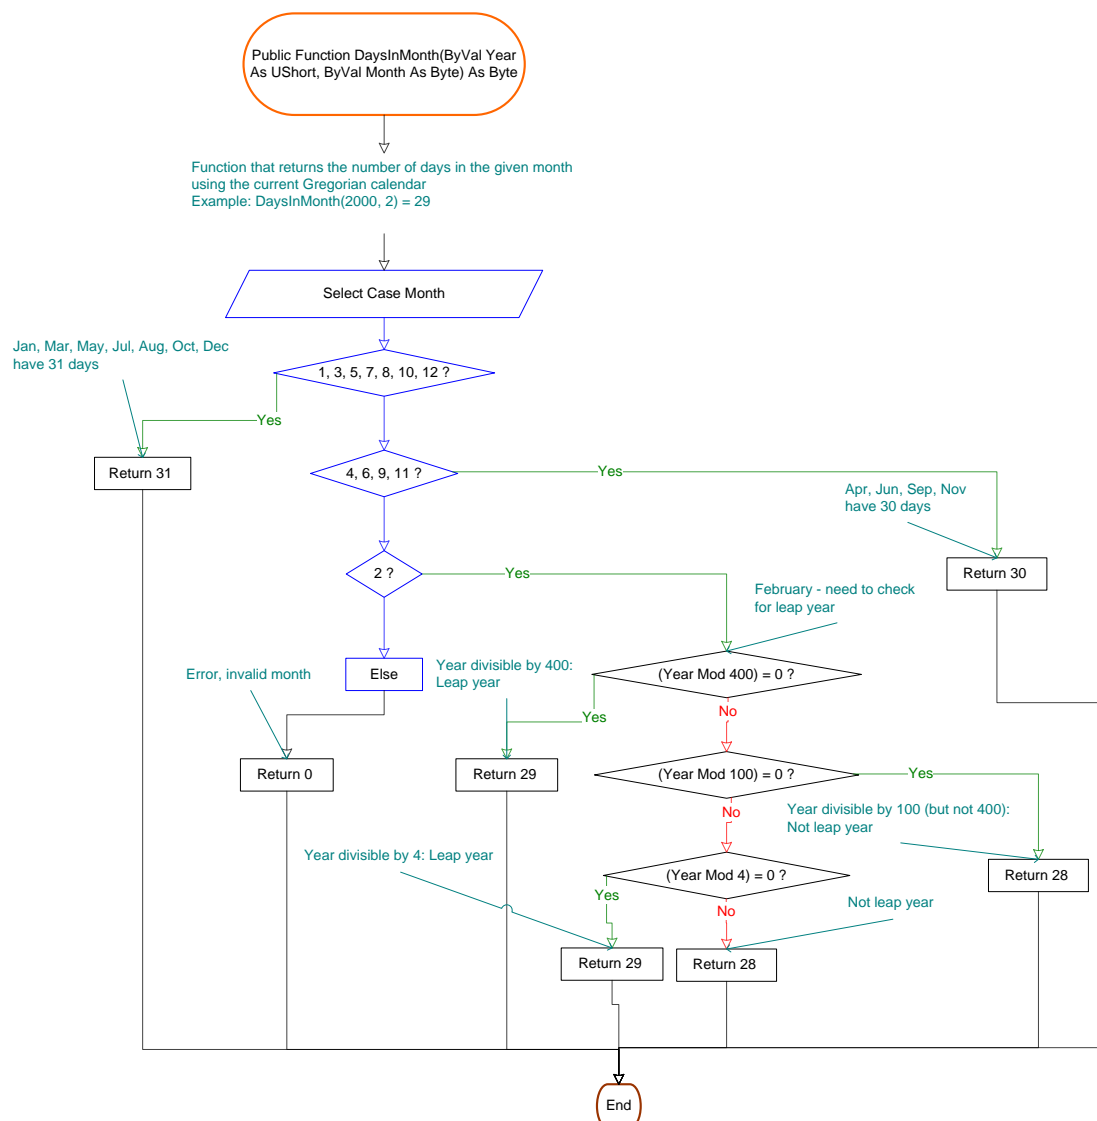 Public Function DaysInMonth(ByVal Year
As UShort, ByVal Month As Byte) As Byte
Function that returns the number of days in the given month
using the current Gregorian calendar
Example: DaysInMonth(2000, 2) = 29
Select Case Month
Jan, Mar, May, Jul, Aug, Oct, Dec
have 31 days
1, 3, 5, 7, 8, 10, 12 ?
Yes
Return 31
4, 6, 9, 11 ?
Yes
Apr, Jun, Sep, Nov
have 30 days
Return 30
2 ?
Yes
February - need to check
for leap year
Else
Error, invalid month
Year divisible by 400:
Leap year
(Year Mod 400) = 0 ?
Yes
No
Return 0
Return 29
(Year Mod 100) = 0 ?
Yes
No
Year divisible by 100 (but not 400):
Not leap year
Year divisible by 4: Leap year
(Year Mod 4) = 0 ?
Return 28
Yes
No
Not leap year
Return 29
Return 28
End